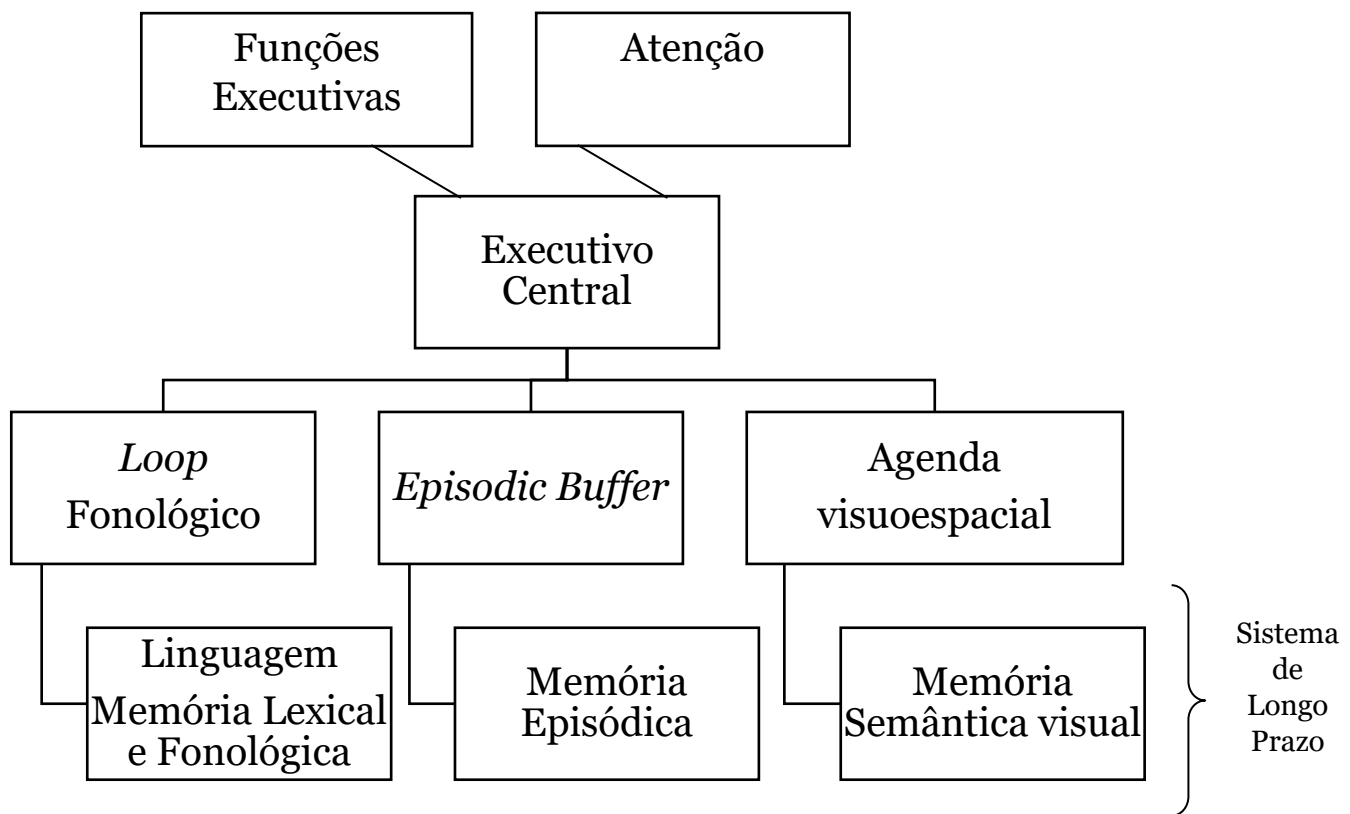 Funções
Executivas
Atenção
Executivo
Central
Loop
Fonológico
Episodic Buffer
Agenda
visuoespacial
Linguagem
Memória Lexical
e Fonológica
Memória
Episódica
Memória
Semântica visual
Sistema
de
Longo
Prazo